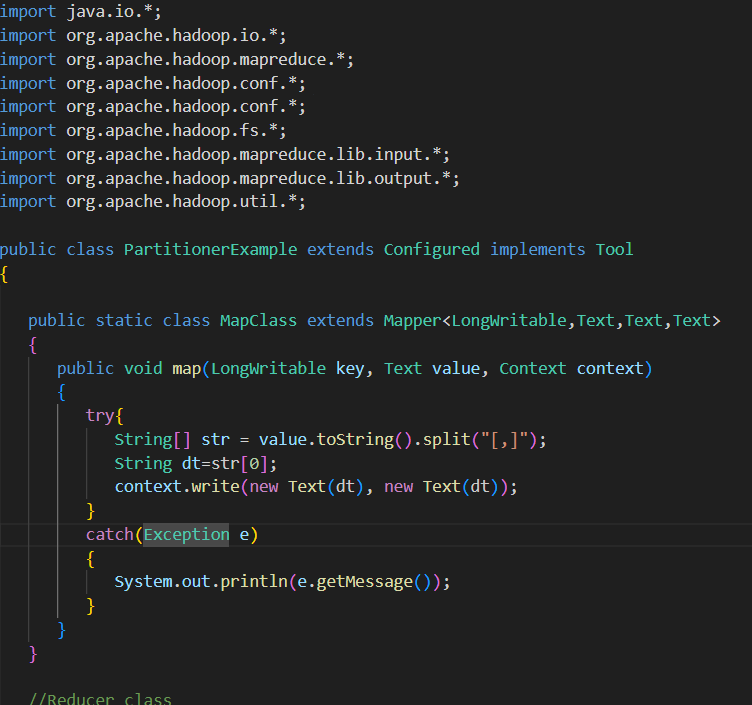 import java.io.*;
import org.apache.hadoop.io.*;
import org.apache.hadoop.mapreduce.*;
import org.apache.hadoop.conf.*;
import org.apache.hadoop.conf.*;
import org.apache.hadoop.fs.*;
import org.apache.hadoop.mapreduce.lib.input.*;
import org.apache.hadoop.mapreduce.lib.output.*;
import org.apache.hadoop.util.*;
public class PartitionerExample extends Configured implements Tool
{
public static class MapClass extends Mapper<LongWritable,Text,Text,Text>
{
public void map(LongWritable key, Text value, Context context)
{
try{
String[] str = value.toString().split("[,]");
String dt=str[0];
context.write(new Text(dt), new Text(dt));
}
catch(Exception e)
{
System.out.println(e.getMessage());
}
}
}
//Reducer class